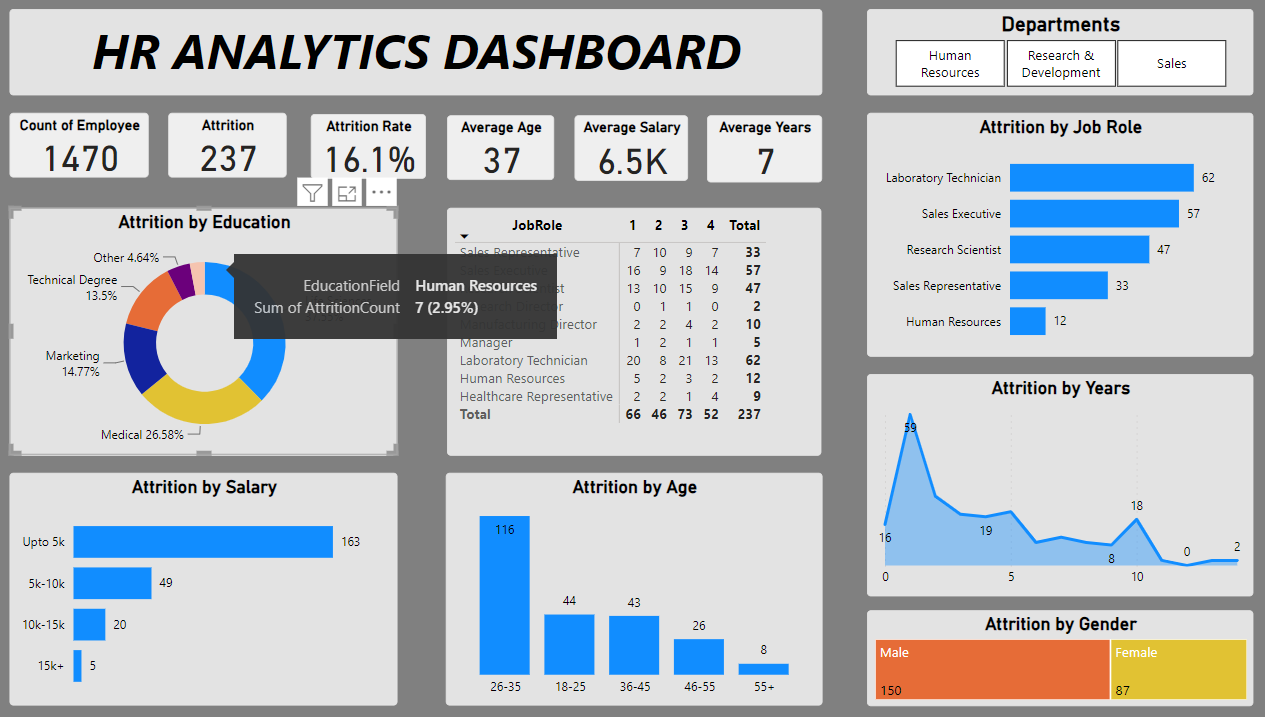 HR ANALYTICS DASHBOARD
Departments
Human
Resources
Research &
Development
Sales
Count of Employee
1470
Attrition
237
Attrition Rate
16.1%
Average Age
37
Average Salary
6.5K
Average Years
7
Attrition by Education
Other 4.64%
Technical Degree
13.5%
Marketing
14.77%
Medical 26.58%
EducationField Human Resources
Sum of AttritionCount 7 (2.95%)
JobRole 1 2 3 4 Total
Sales Representative 7 10 9 7 33
Sales Executive 16 9 18 14 57
13 10 15 9 47
Research Director 0 1 1 0 2
Manufacturing Director 2 2 4 2 10
Manager 1 2 1 1 5
Laboratory Technician 20 8 21 13 62
Human Resources 5 2 3 2 12
Healthcare Representative 2 2 1 4 9
Total 66 46 73 52 237
Attrition by Job Role
Laboratory Technician 62
Sales Executive 57
Research Scientist 47
Sales Representative 33
Human Resources 12
Attrition by Years
59
16
19
8
18
0
2
0 5 10
Attrition by Salary
Upto 5k 163
5k-10k 49
10k-15k 20
15k+ 5
Attrition by Age
116
44
43
26
8
26-35 18-25 36-45 46-55 55+
Attrition by Gender
Male Female
150 87